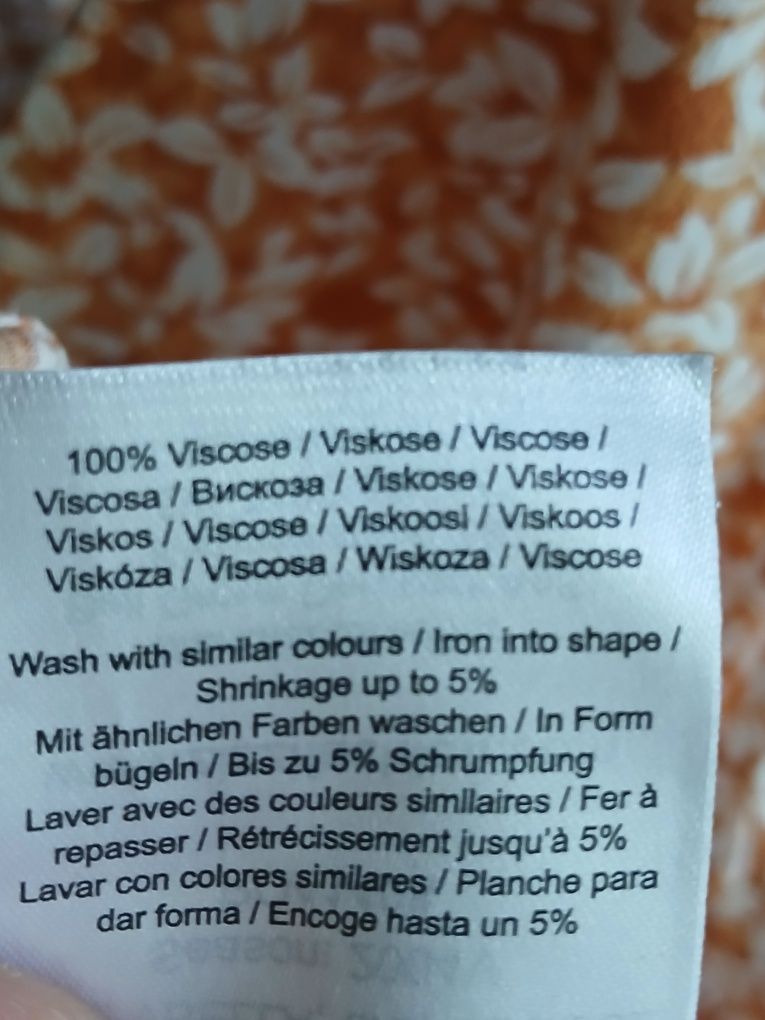 100% Viscose / Viskose / Viscose /
Viscosa / Вискоза / Viskose / Viskose /
Viskos / Viscose / Viskoosi / Viskoos /
Viskóza / Viscosa / Wiskoza / Viscose
Wash with similar colours / Iron into shape /
Shrinkage up to 5%
Mit ähnlichen Farben waschen / In Form
bügeln / Bis zu 5% Schrumpfung
Laver avec des couleurs similaires / Fer à
repasser / Rétrécissement jusqu'à 5%
Lavar con colores similares / Planche para
dar forma / Encoge hasta un 5%